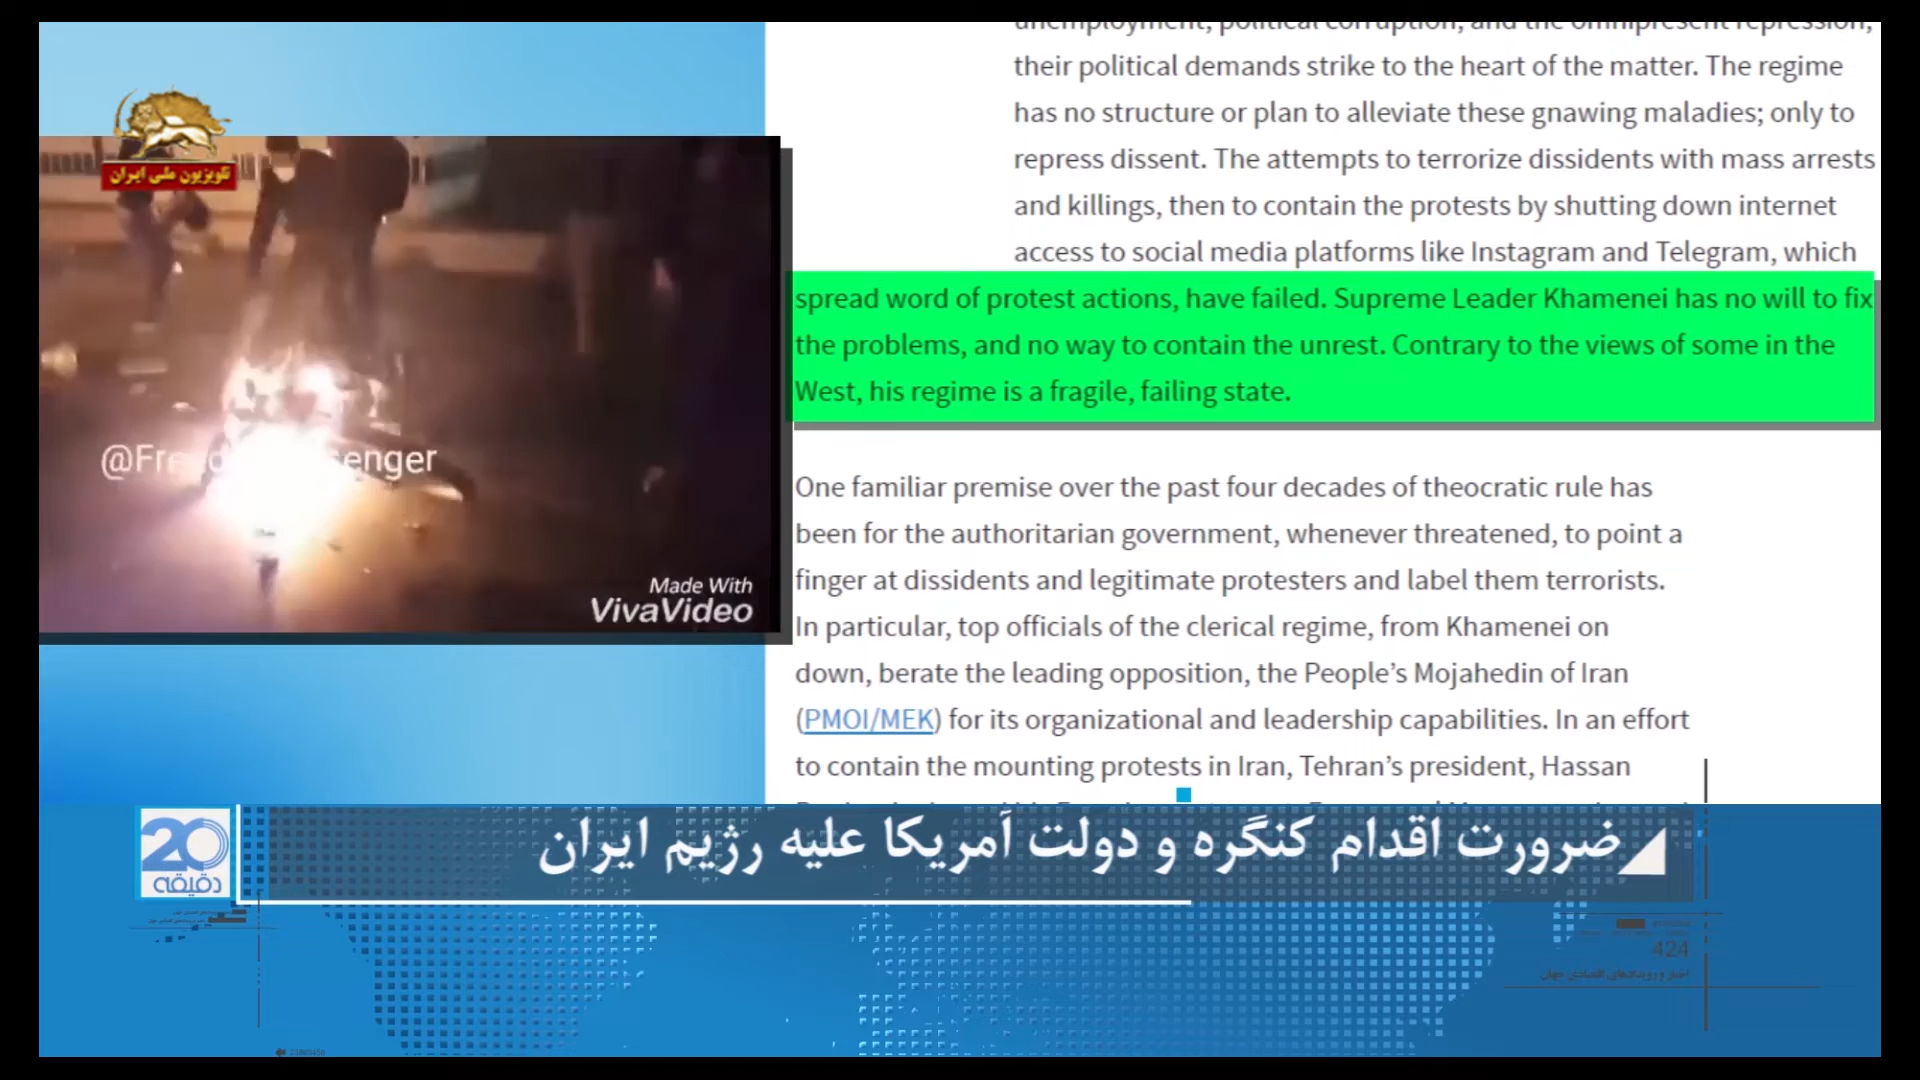 unemployment, political corruption, and the omnipresent repression,
their political demands strike to the heart of the matter. The regime
has no structure or plan to alleviate these gnawing maladies; only to
repress dissent. The attempts to terrorize dissidents with mass arrests
and killings, then to contain the protests by shutting down internet
access to social media platforms like Instagram and Telegram, which
spread word of protest actions, have failed. Supreme Leader Khamenei has no will to fix
the problems, and no way to contain the unrest. Contrary to the views of some in the
West, his regime is a fragile, failing state.
One familiar premise over the past four decades of theocratic rule has
been for the authoritarian government, whenever threatened, to point a
finger at dissidents and legitimate protesters and label them terrorists.
In particular, top officials of the clerical regime, from Khamenei on
down, berate the leading opposition, the People’s Mojahedin of Iran
(PMOI/MEK) for its organizational and leadership capabilities. In an effort
to contain the mounting protests in Iran, Tehran’s president, Hassan
تلویزیون ملی ایران
Made With
VivaVideo
ضرورت اقدام کنگره و دولت آمریکا علیه رژیم ایران
20
دقیقه
424